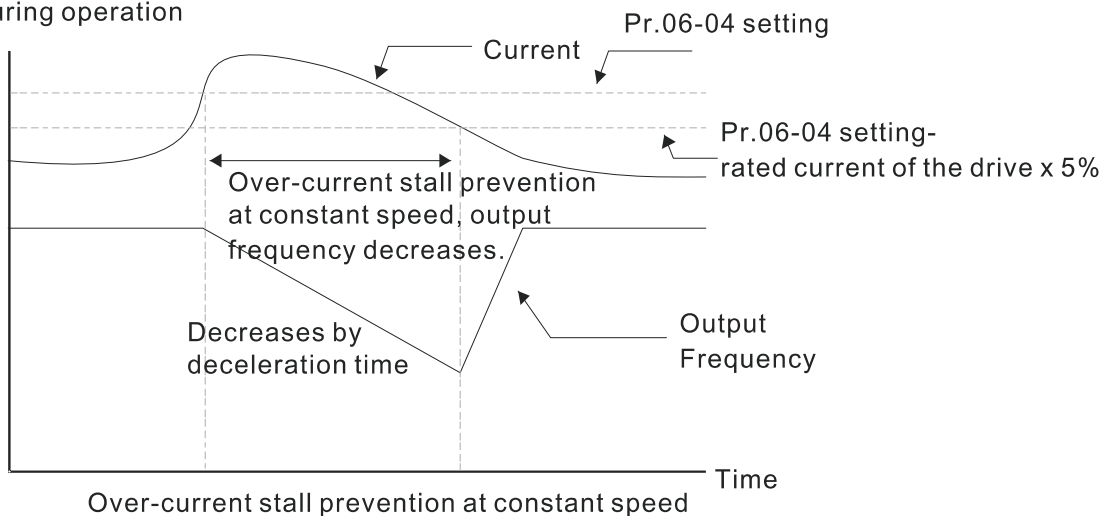 operation
Pr.06-04 setting
Current
Pr.06-04 setting-
rated current of the drive x 5%
Over-current stall prevention
at constant speed, output
frequency decreases.
Decreases by
deceleration time
Output
Frequency
Time
Over-current stall prevention at constant speed